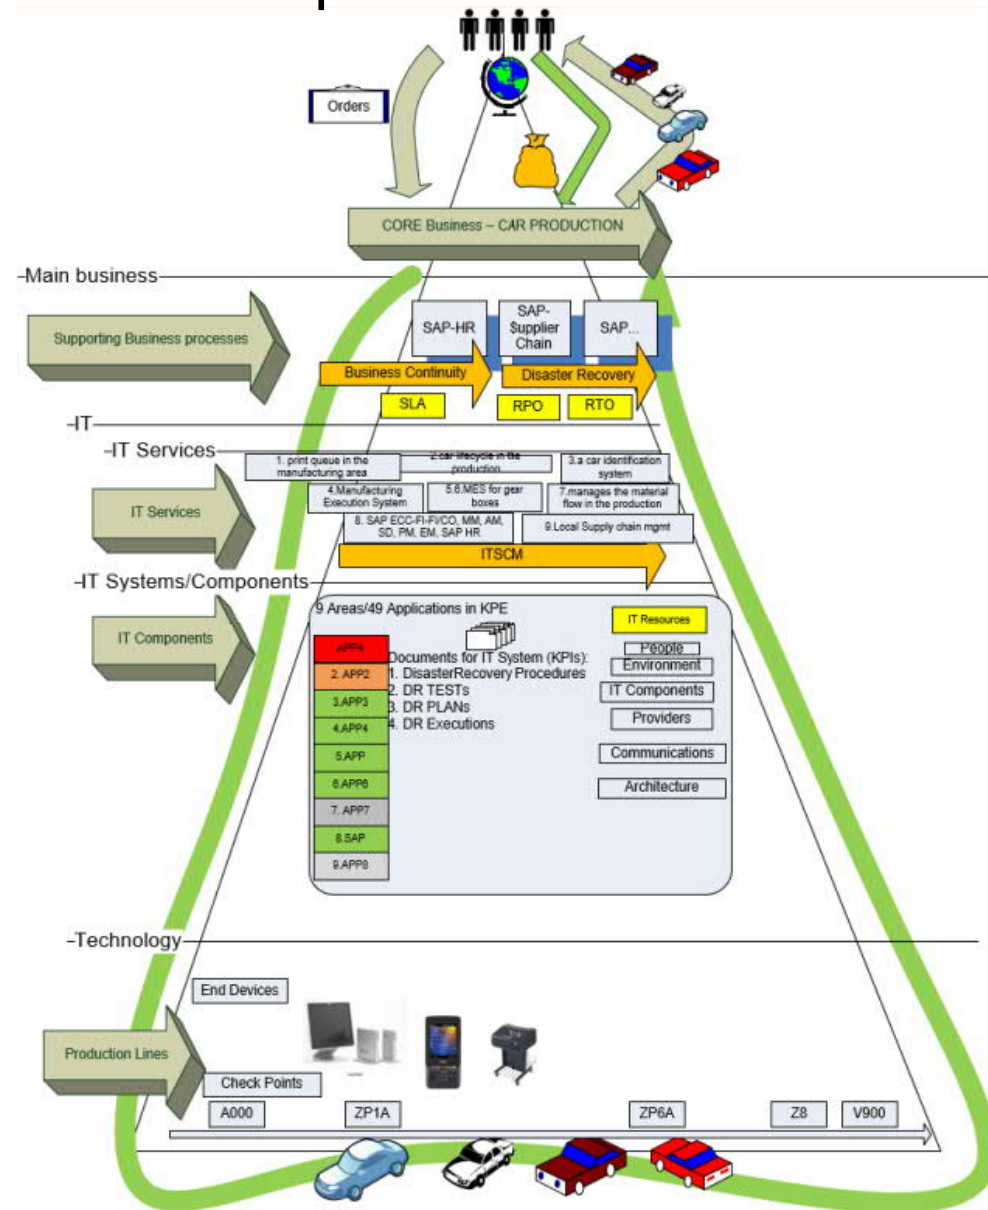 Orders
CORE Business – CAR PRODUCTION
Main business
Supporting Business processes
SAP-HR
SAP-
Supplier
Chain
SAP...
Business Continuity
Disaster Recovery
SLA
RPO
RTO
IT
IT Services
1. print queue in the
manufacturing area
2.car lifecycle in the
production
3.a car identification
system
IT Services
4.Manufacturing
Execution System
5.6.MES for gear
boxes
7.manages the material
flow in the production
8. SAP ECC-FI-FI/CO, MM, AM,
SD, PM, EM, SAP HR
9.Local Supply chain mgmt
ITSCM
IT Systems/Components
IT Components
9 Areas/49 Applications in KPE
IT Resources
Documents for IT System (KPIs):
1. DisasterRecovery Procedures
2. DR TESTs
3. DR PLANs
4. DR Executions
2. APP2
3.APP3
4.APP4
5.APP
6.APP6
7. APP7
8.SAP
9.APP8
People
Environment
IT Components
Providers
Communications
Architecture
Technology
End Devices
Production Lines
Check Points
A000
ZP1A
ZP6A
Z8
V900